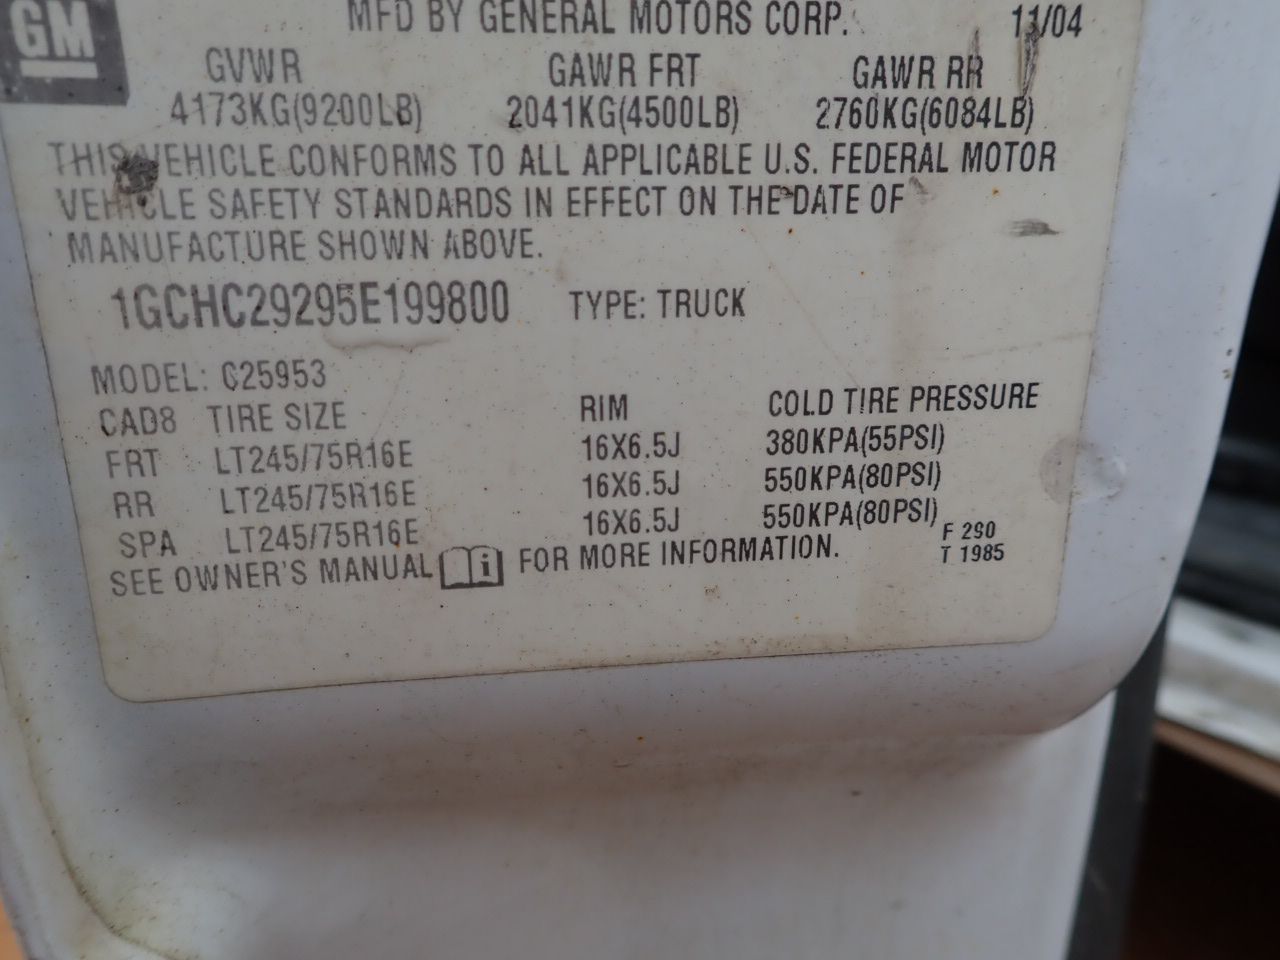 GM
MFD BY GENERAL MOTORS CORP. 11/04
GVWR GAWR FRT GAWR RR
4173KG(9200LB) 2041KG(4500LB) 2760KG(6084LB)
THIS VEHICLE CONFORMS TO ALL APPLICABLE U.S. FEDERAL MOTOR
VEHICLE SAFETY STANDARDS IN EFFECT ON THE DATE OF
MANUFACTURE SHOWN ABOVE.
1GCHC29295E199800 TYPE: TRUCK
MODEL: C25953
CAD8 TIRE SIZE RIM COLD TIRE PRESSURE
FRT LT245/75R16E 16X6.5J 380KPA(55PSI)
RR LT245/75R16E 16X6.5J 550KPA(80PSI)
SPA LT245/75R16E 16X6.5J 550KPA(80PSI)
SEE OWNER'S MANUAL i FOR MORE INFORMATION.
F 290
T 1985